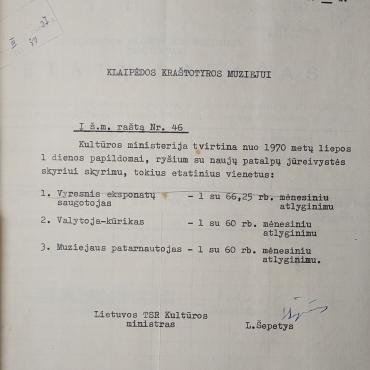 KLAIPĖDOS KRAŠTOTYROS MUZIEJUI
Į š.m. raštą Nr. 46
Kultūros ministerija tvirtina nuo 1970 metų liepos
1 dienos papildomai, ryšium su naujų patalpų jūreivystės
skyriui skyrimu, tokius etatinius vienetus:
1. Vyresnis eksponatų - 1 su 66,25 rb. mėnesiniu
saugotojas atlyginimu
2. Valytoja-kūrikas - 1 su 60 rb. mėnesiniu
atlyginimu
3. Muziejaus patarnautojas - 1 su 60 rb. mėnesiniu
atlyginimu.
Lietuvos TSR Kultūros
ministras L.Šepetys